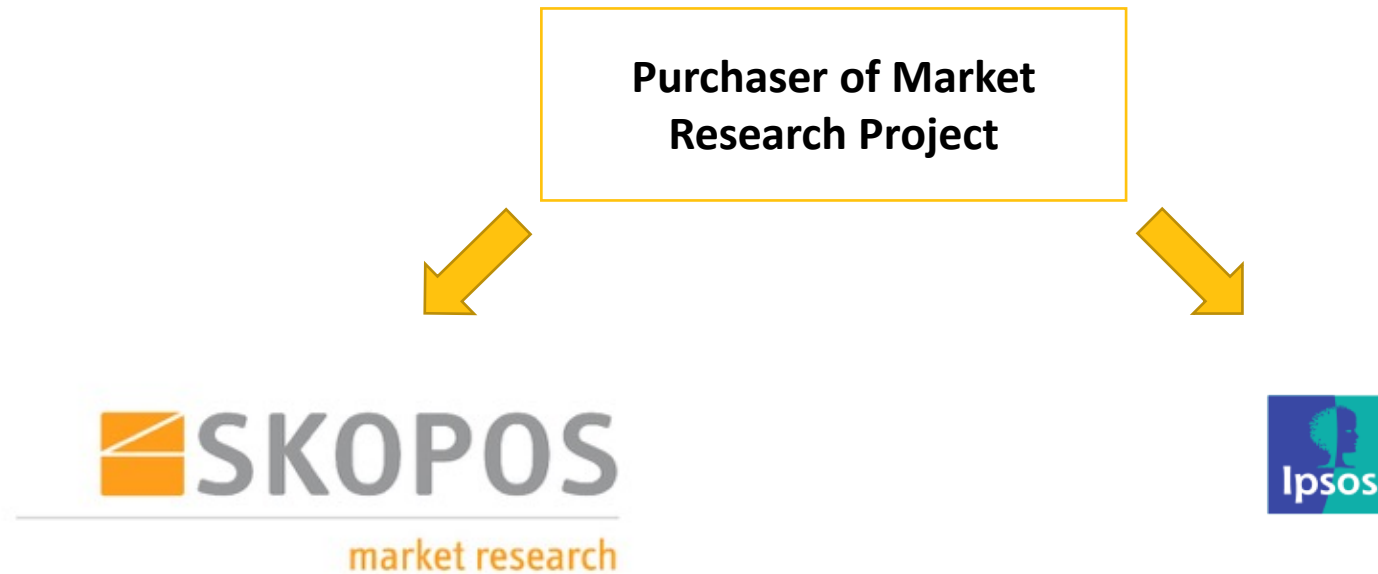 Purchaser of Market
Research Project
SKOPOS
market research
Ipsos